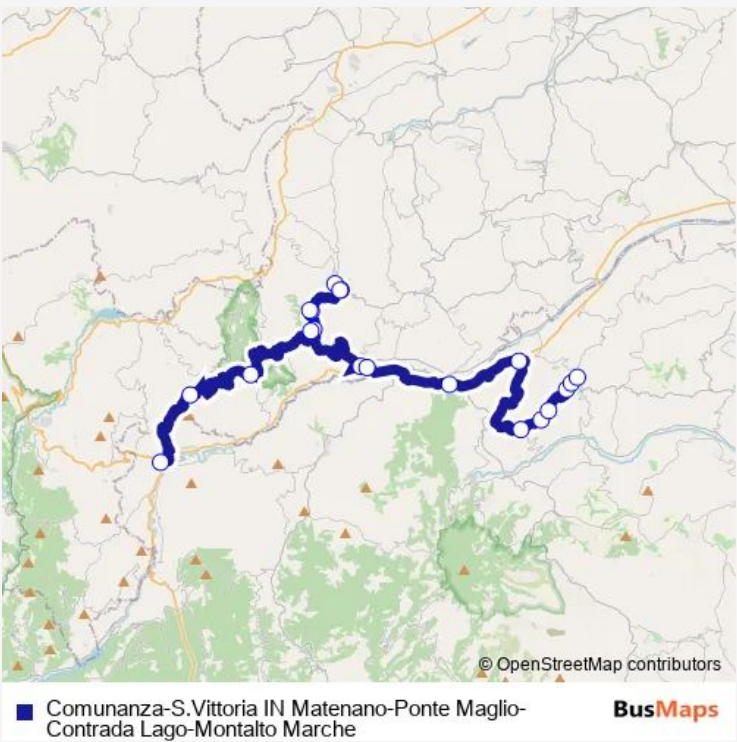 © OpenStreetMap contributors
Comunanza-S.Vittoria IN Matenano-Ponte Maglio-
Contrada Lago-Montalto Marche
BusMaps